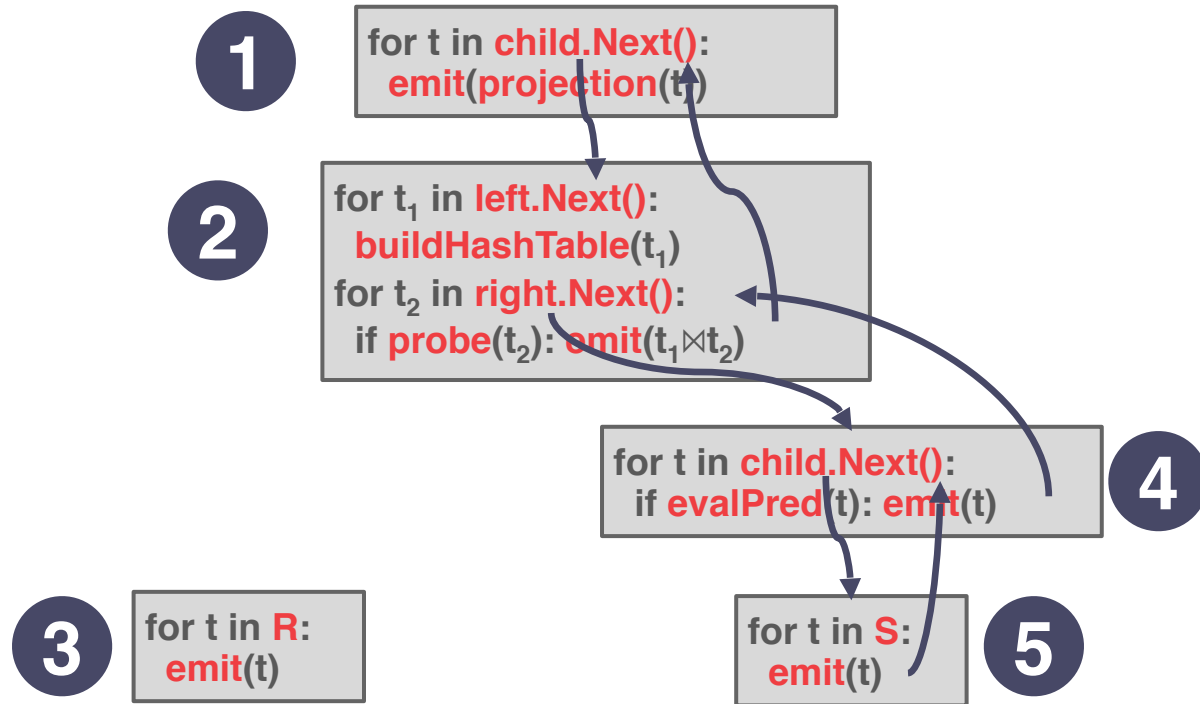 1
for t in child.Next():
emit(projection(t))
2
for t₁ in left.Next():
buildHashTable(t₁)
for t₂ in right.Next():
if probe(t₂): emit(t₁⨝t₂)
for t in child.Next():
if evalPred(t): emit(t)
4
3
for t in R:
emit(t)
for t in S:
emit(t)
5